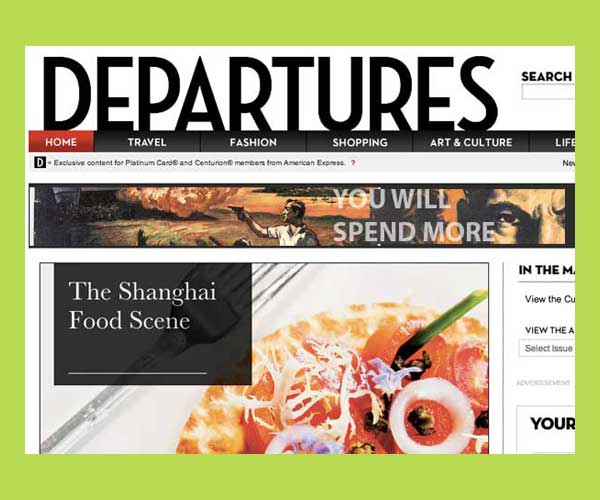 DEPARTURES
SEARCH
HOME
TRAVEL
FASHION
SHOPPING
ART & CULTURE
LIFE
D = Exclusive content for Platinum Card® and Centurion® members from American Express. ?
New
YOU WILL
SPEND MORE
The Shanghai
Food Scene
IN THE MA
View the Cu
VIEW THE A
Select Issue
ADVERTISEMENT
YOUR